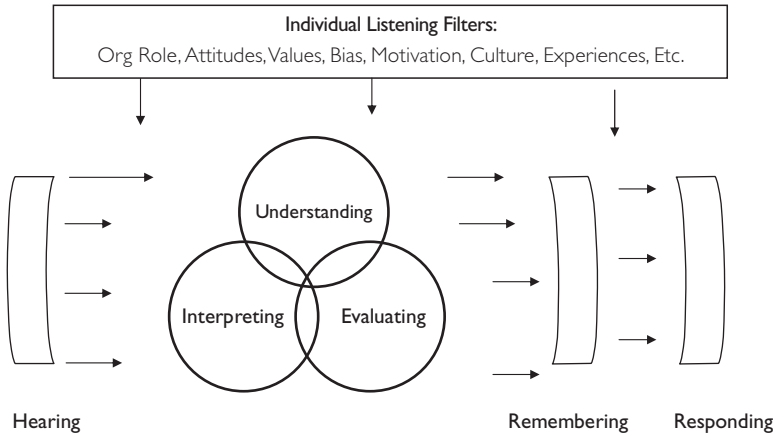 Individual Listening Filters:
Org Role, Attitudes, Values, Bias, Motivation, Culture, Experiences, Etc.
Understanding
Interpreting
Evaluating
Hearing
Remembering
Responding